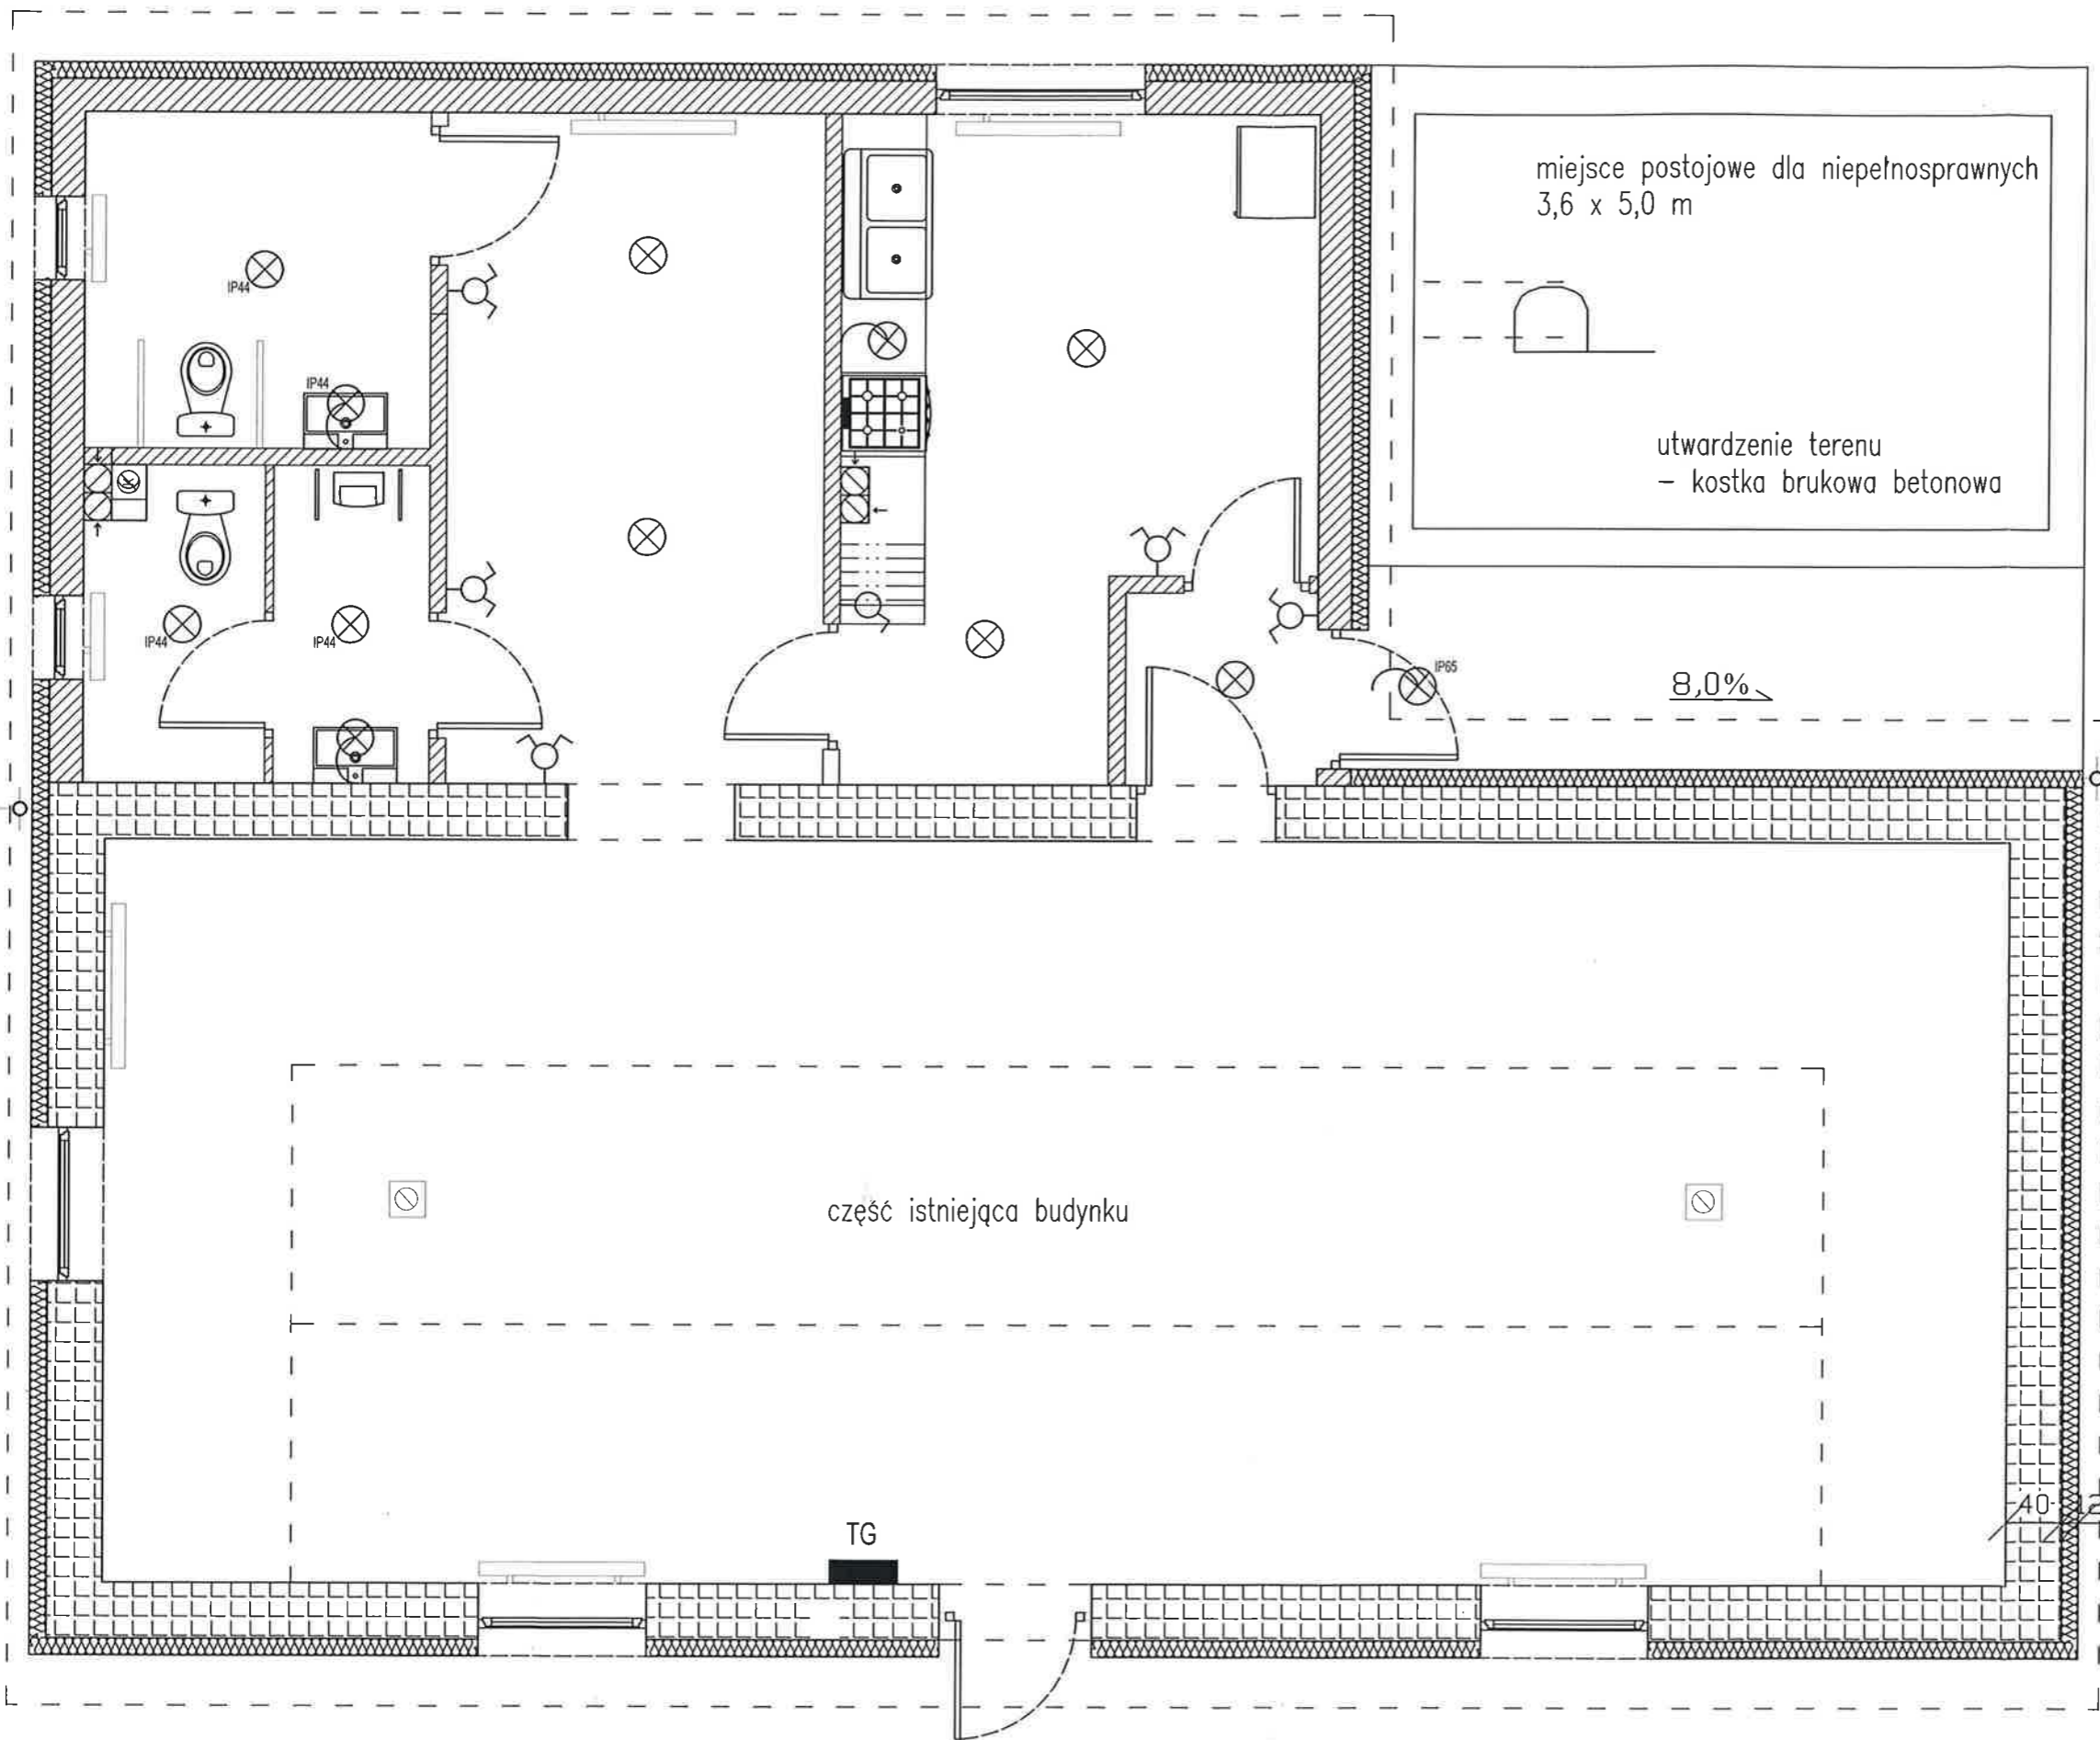 miejsce postojowe dla niepełnosprawnych
3,6 x 5,0 m
IP44
IP44
utwardzenie terenu
– kostka brukowa betonowa
IP44
IP44
IP65
8,0%
część istniejąca budynku
40
TG